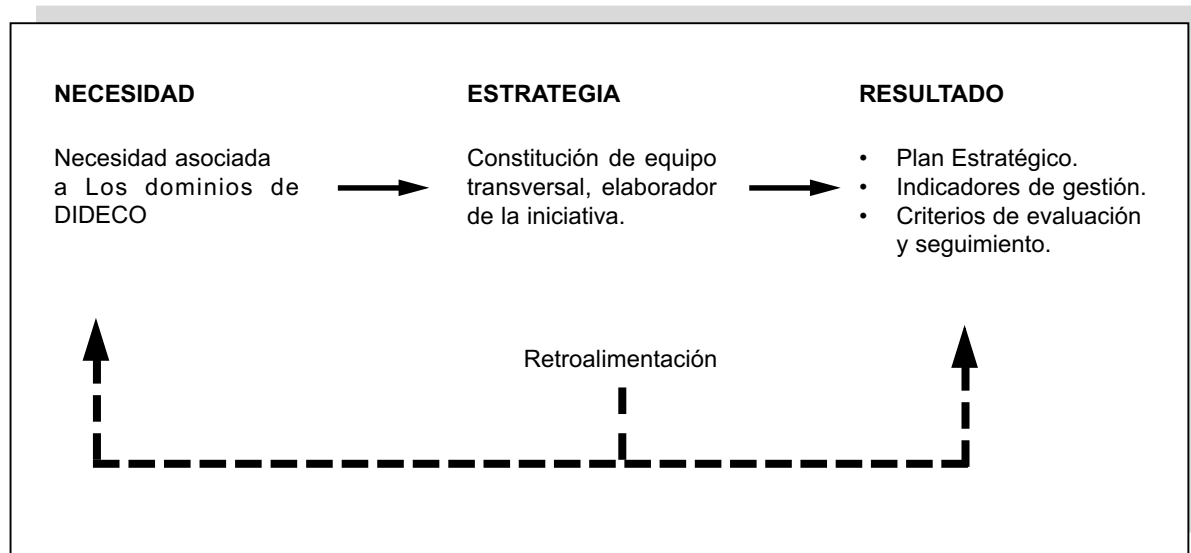 NECESIDAD
Necesidad asociada
a Los dominios de
DIDECO
ESTRATEGIA
Constitución de equipo
transversal, elaborador
de la iniciativa.
RESULTADO
• Plan Estratégico.
• Indicadores de gestión.
• Criterios de evaluación
y seguimiento.
Retroalimentación